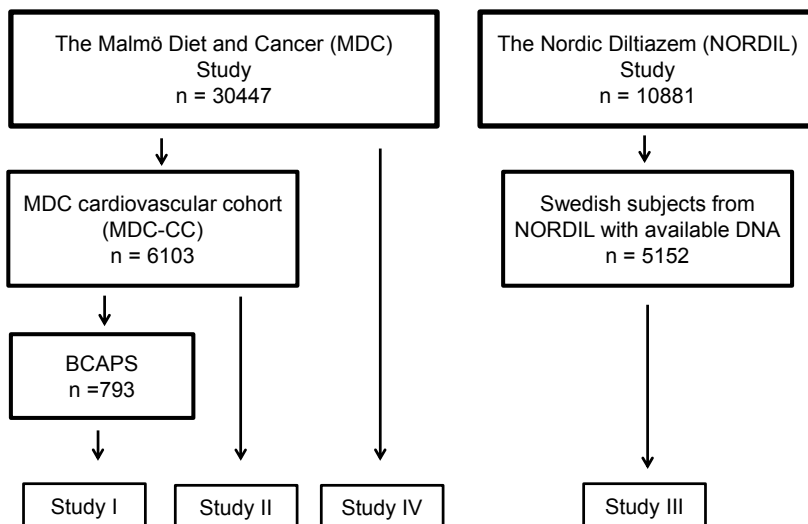 The Malmö Diet and Cancer (MDC)
Study
n = 30447
The Nordic Diltiazem (NORDIL)
Study
n = 10881
MDC cardiovascular cohort
(MDC-CC)
n = 6103
Swedish subjects from
NORDIL with available DNA
n = 5152
BCAPS
n =793
Study I
Study II
Study IV
Study III